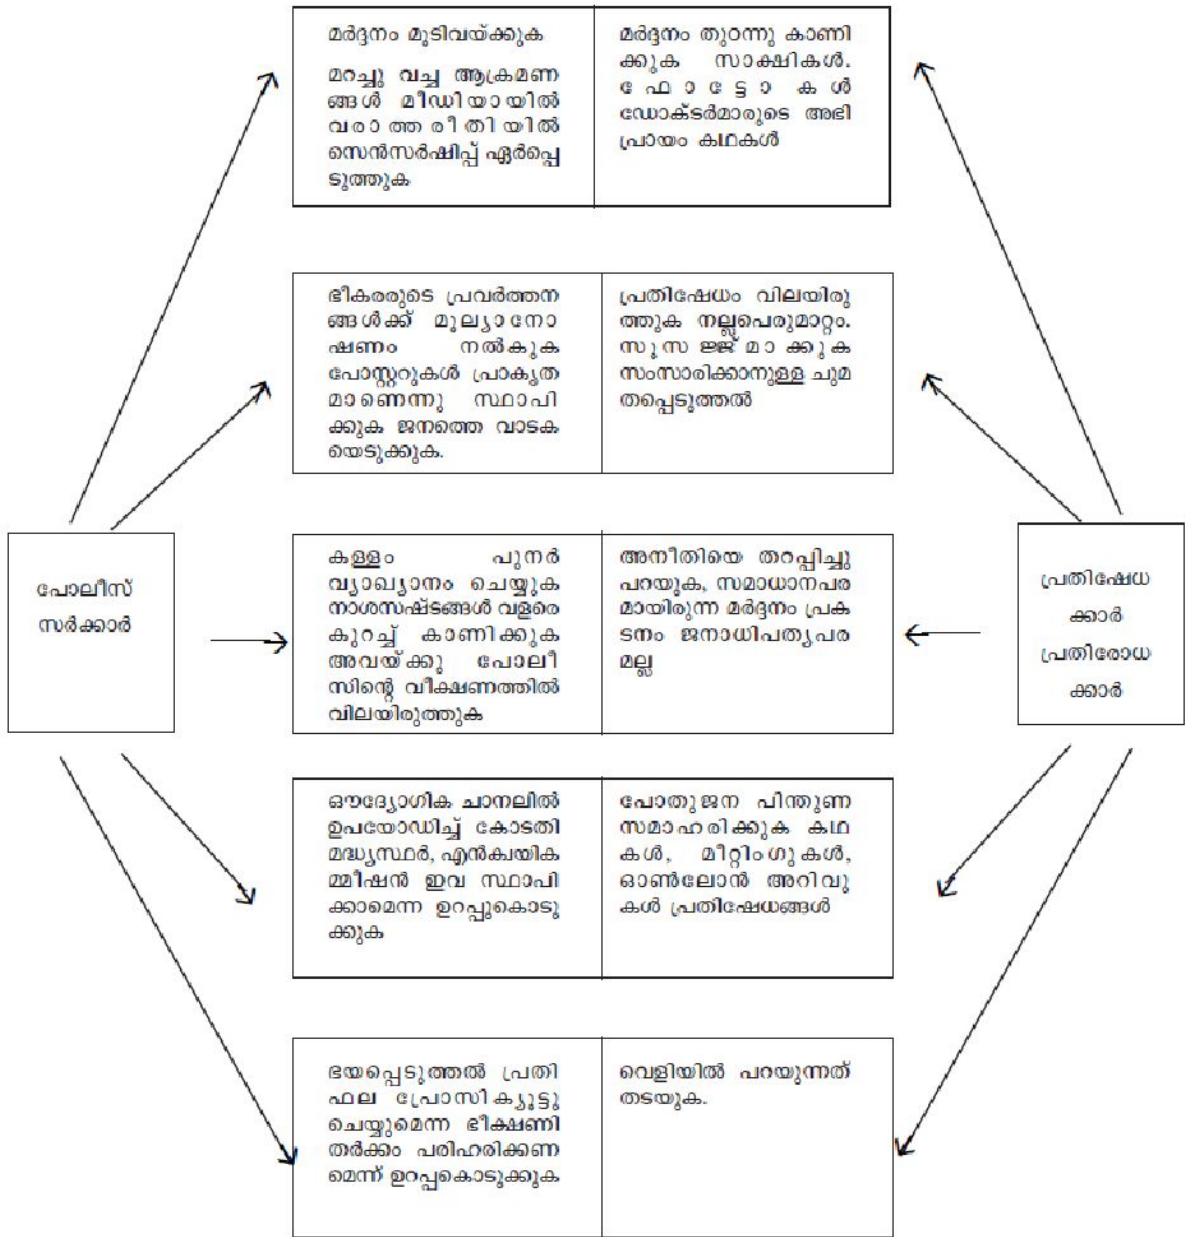 മർദ്ദനം മൂടിവയ്ക്കുക
മറച്ചു വച്ച ആക്രമണ
ങ്ങൾ മീഡിയായിൽ
വരാത്ത രീതിയിൽ
സെൻസർഷിപ്പ് ഏർപ്പെ
ടുത്തുക
മർദ്ദനം തുറന്നു കാണി
ക്കുക സാക്ഷികൾ.
ഫോട്ടോകൾ
ഡോക്ടർമാരുടെ അഭി
പ്രായം കഥകൾ
ഭീകരരുടെ പ്രവർത്തന
ങ്ങൾക്ക് മൂല്യാനോ
ഷണം നൽകുക
പോസ്റ്ററുകൾ പ്രാകൃത
മാണെന്നു സ്ഥാപി
ക്കുക ജനത്തെ വാടക
യെടുക്കുക.
പ്രതിഷേധം വിലയിരു
ത്തുക നല്ലപെരുമാറ്റം.
സുസജ്ജ്മാക്കുക
സംസാരിക്കാനുള്ള ചുമ
തപ്പെടുത്തൽ
പോലീസ്
സർക്കാർ
കള്ളം പുനർ
വ്യാഖ്യാനം ചെയ്യുക
നാശസഷ്ടങ്ങൾ വളരെ
കുറച്ച് കാണിക്കുക
അവയ്ക്കു പോലീ
സിന്റെ വീക്ഷണത്തിൽ
വിലയിരുത്തുക
അനീതിയെ തറപ്പിച്ചു
പറയുക, സമാധാനപര
മായിരുന്ന മർദ്ദനം പ്രക
ടനം ജനാധിപത്യപര
മല്ല
പ്രതിഷേധ
ക്കാർ
പ്രതിരോധ
ക്കാർ
ഔദ്യോഗിക ചാനലിൽ
ഉപയോഡിച്ച് കോടതി
മദ്ധ്യസ്ഥർ, എൻക്വയിക
മ്മീഷൻ ഇവ സ്ഥാപി
ക്കാമെന്ന ഉറപ്പുകൊടു
ക്കുക
പോതുജന പിന്തുണ
സമാഹരിക്കുക കഥ
കൾ, മീറ്റിംഗുകൾ,
ഓൺലോൻ അറിവു
കൾ പ്രതിഷേധങ്ങൾ
ഭയപ്പെടുത്തൽ പ്രതി
ഫല പ്രോസിക്യൂട്ടു
ചെയ്യുമെന്ന ഭീക്ഷണി
തർക്കം പരിഹരിക്കണ
മെന്ന് ഉറപ്പകൊടുക്കുക
വെളിയിൽ പറയുന്നത്
തടയുക.